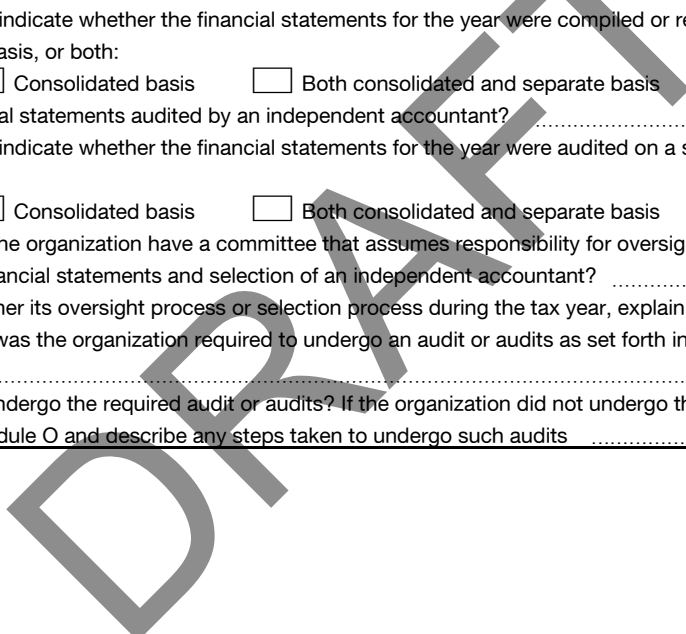 indicate whether the financial statements for the year were compiled or re
asis, or both:
Consolidated basis Both consolidated and separate basis
al statements audited by an independent accountant? ........................
indicate whether the financial statements for the year were audited on a s
Consolidated basis Both consolidated and separate basis
ne organization have a committee that assumes responsibility for oversig
ancial statements and selection of an independent accountant? ............
her its oversight process or selection process during the tax year, explain
was the organization required to undergo an audit or audits as set forth in
ndergo the required audit or audits? If the organization did not undergo th
dule O and describe any steps taken to undergo such audits ...............
DRAFT